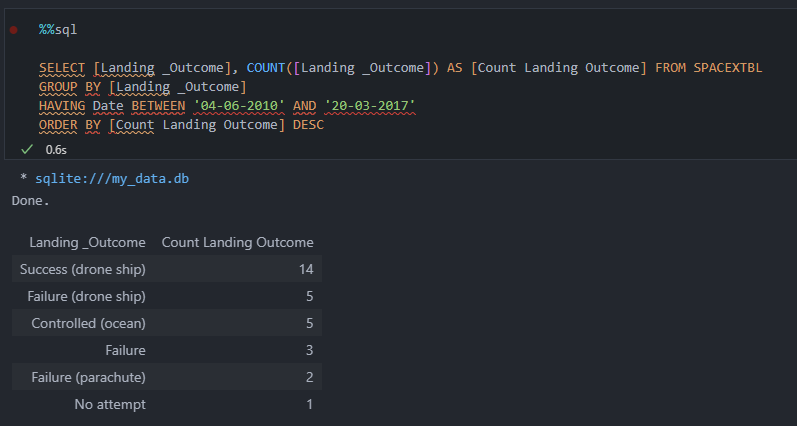 %%sql
SELECT [Landing _Outcome], COUNT([Landing _Outcome]) AS [Count Landing Outcome] FROM SPACEXTBL
GROUP BY [Landing _Outcome]
HAVING Date BETWEEN '04-06-2010' AND '20-03-2017'
ORDER BY [Count Landing Outcome] DESC
0.6s
* sqlite:///my_data.db
Done.
Landing _Outcome Count Landing Outcome
Success (drone ship) 14
Failure (drone ship) 5
Controlled (ocean) 5
Failure 3
Failure (parachute) 2
No attempt 1